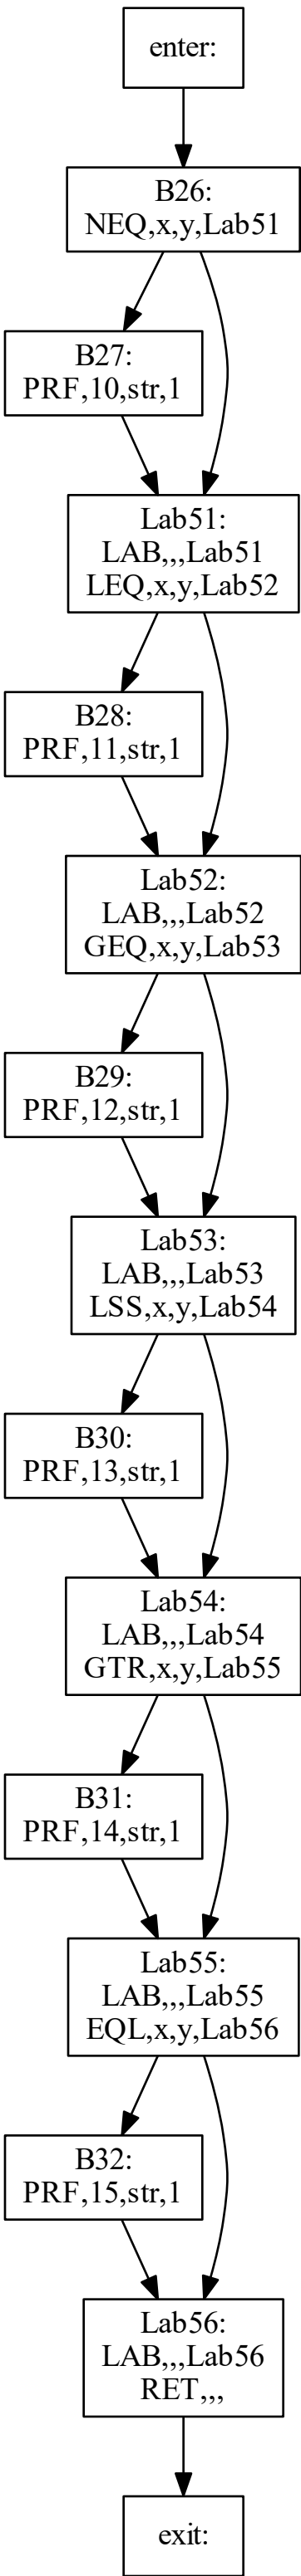 enter:
B26:
NEQ,x,y,Lab51
B27:
PRF,10,str,1
Lab51:
LAB,,,Lab51
LEQ,x,y,Lab52
B28:
PRF,11,str,1
Lab52:
LAB,,,Lab52
GEQ,x,y,Lab53
B29:
PRF,12,str,1
Lab53:
LAB,,,Lab53
LSS,x,y,Lab54
B30:
PRF,13,str,1
Lab54:
LAB,,,Lab54
GTR,x,y,Lab55
B31:
PRF,14,str,1
Lab55:
LAB,,,Lab55
EQL,x,y,Lab56
B32:
PRF,15,str,1
Lab56:
LAB,,,Lab56
RET,,,
exit: